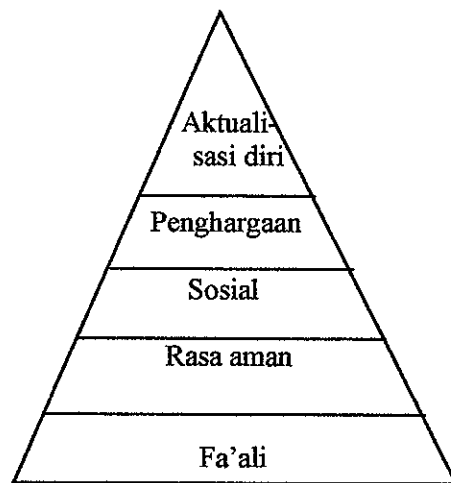 Aktuali-
sasi diri
Penghargaan
Sosial
Rasa aman
Fa'ali